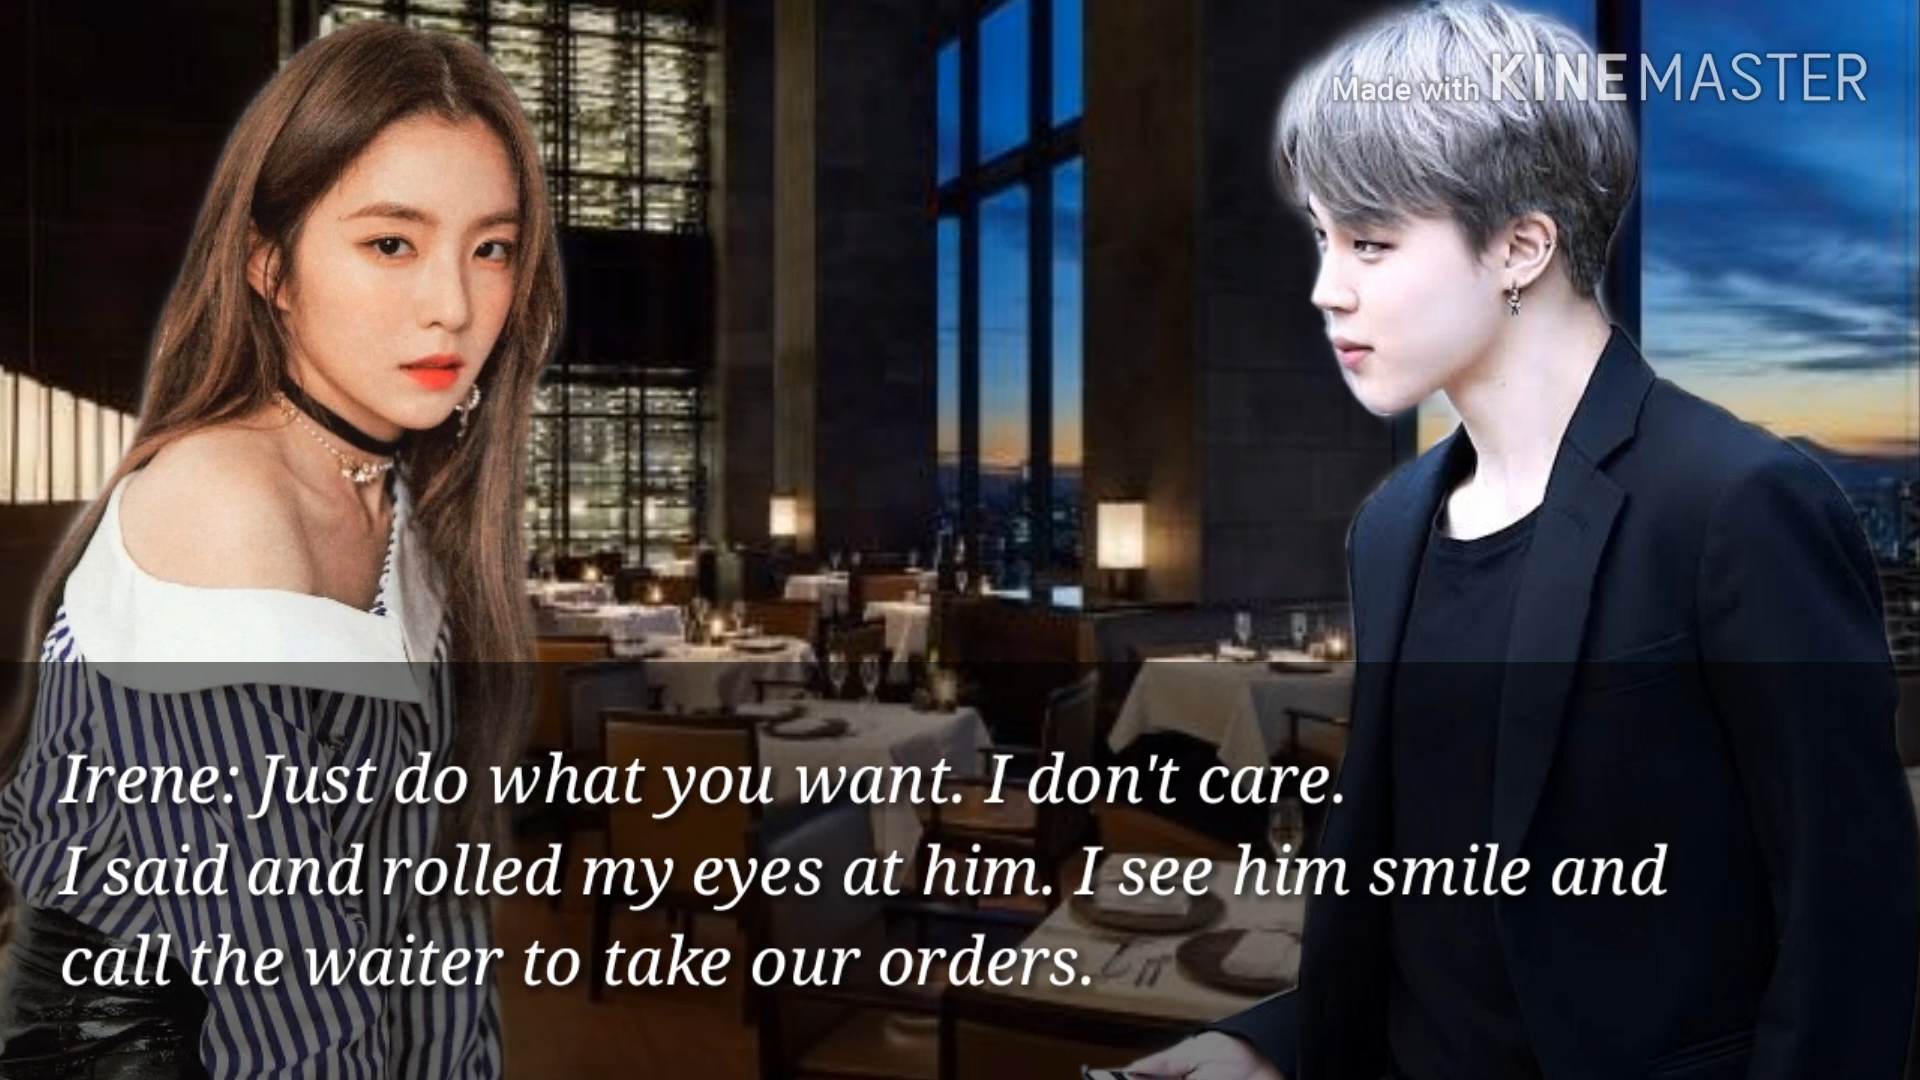 Made with KINEMASTER
Irene: Just do what you want. I don't care.
I said and rolled my eyes at him. I see him smile and
call the waiter to take our orders.